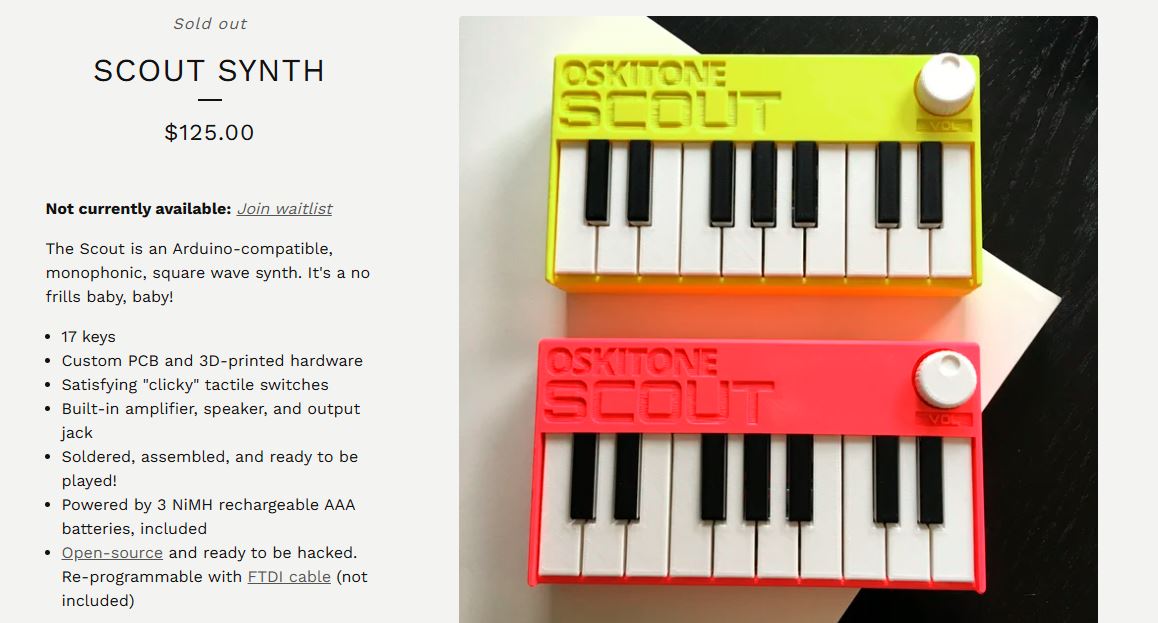 Sold out
SCOUT SYNTH
$125.00
Not currently available: Join waitlist
The Scout is an Arduino-compatible,
monophonic, square wave synth. It's a no
frills baby, baby!
• 17 keys
• Custom PCB and 3D-printed hardware
• Satisfying "clicky" tactile switches
• Built-in amplifier, speaker, and output
jack
• Soldered, assembled, and ready to be
played!
• Powered by 3 NiMH rechargeable AAA
batteries, included
• Open-source and ready to be hacked.
Re-programmable with FTDI cable (not
included)
OSKITONE
SCOUT
VOL
OSKITONE
SCOUT
VOL